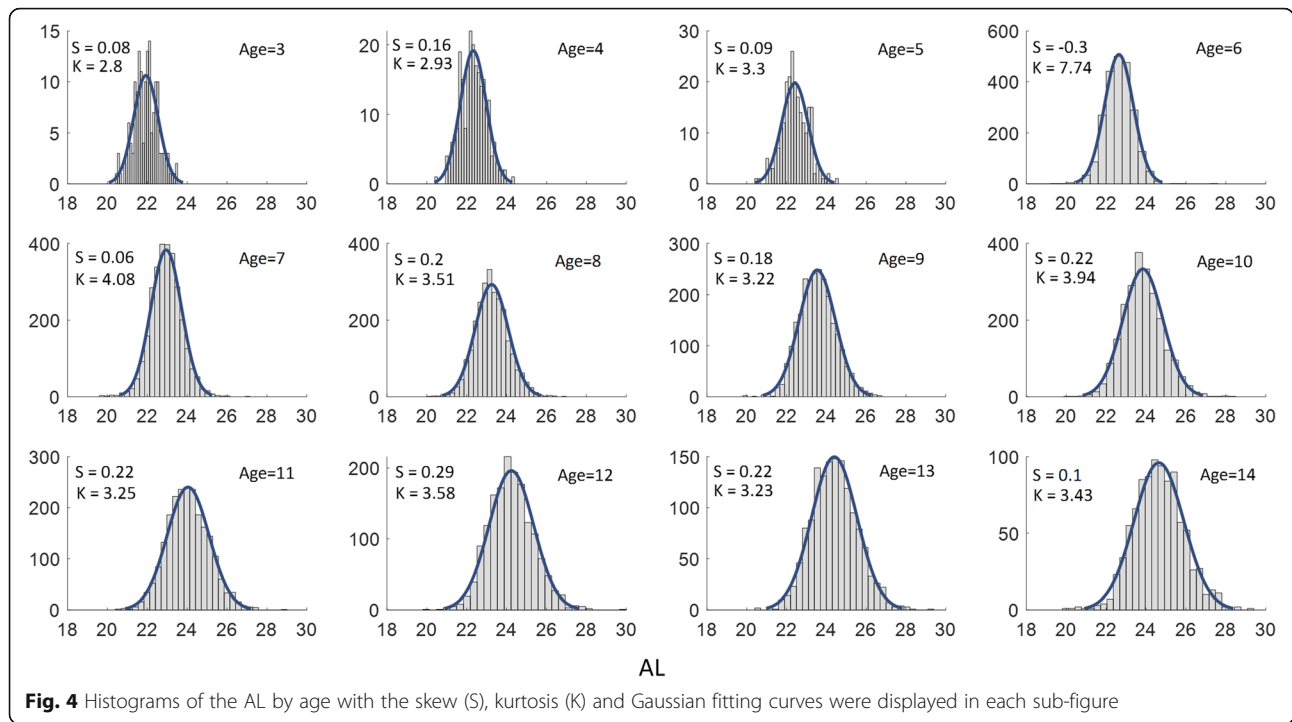 15
10
5
0
S = 0.08
K = 2.8
Age=3
18 20 22 24 26 28 30
20
10
0
S = 0.16
K = 2.93
Age=4
18 20 22 24 26 28 30
30
20
10
0
S = 0.09
K = 3.3
Age=5
18 20 22 24 26 28 30
600
400
200
0
S = -0.3
K = 7.74
Age=6
18 20 22 24 26 28 30
400
200
0
S = 0.06
K = 4.08
Age=7
18 20 22 24 26 28 30
400
200
0
S = 0.2
K = 3.51
Age=8
18 20 22 24 26 28 30
300
200
100
0
S = 0.18
K = 3.22
Age=9
18 20 22 24 26 28 30
400
200
0
S = 0.22
K = 3.94
Age=10
18 20 22 24 26 28 30
300
200
100
0
S = 0.22
K = 3.25
Age=11
18 20 22 24 26 28 30
200
100
0
S = 0.29
K = 3.58
Age=12
18 20 22 24 26 28 30
150
100
50
0
S = 0.22
K = 3.23
Age=13
18 20 22 24 26 28 30
100
50
0
S = 0.1
K = 3.43
Age=14
18 20 22 24 26 28 30
AL
Fig. 4 Histograms of the AL by age with the skew (S), kurtosis (K) and Gaussian fitting curves were displayed in each sub-figure